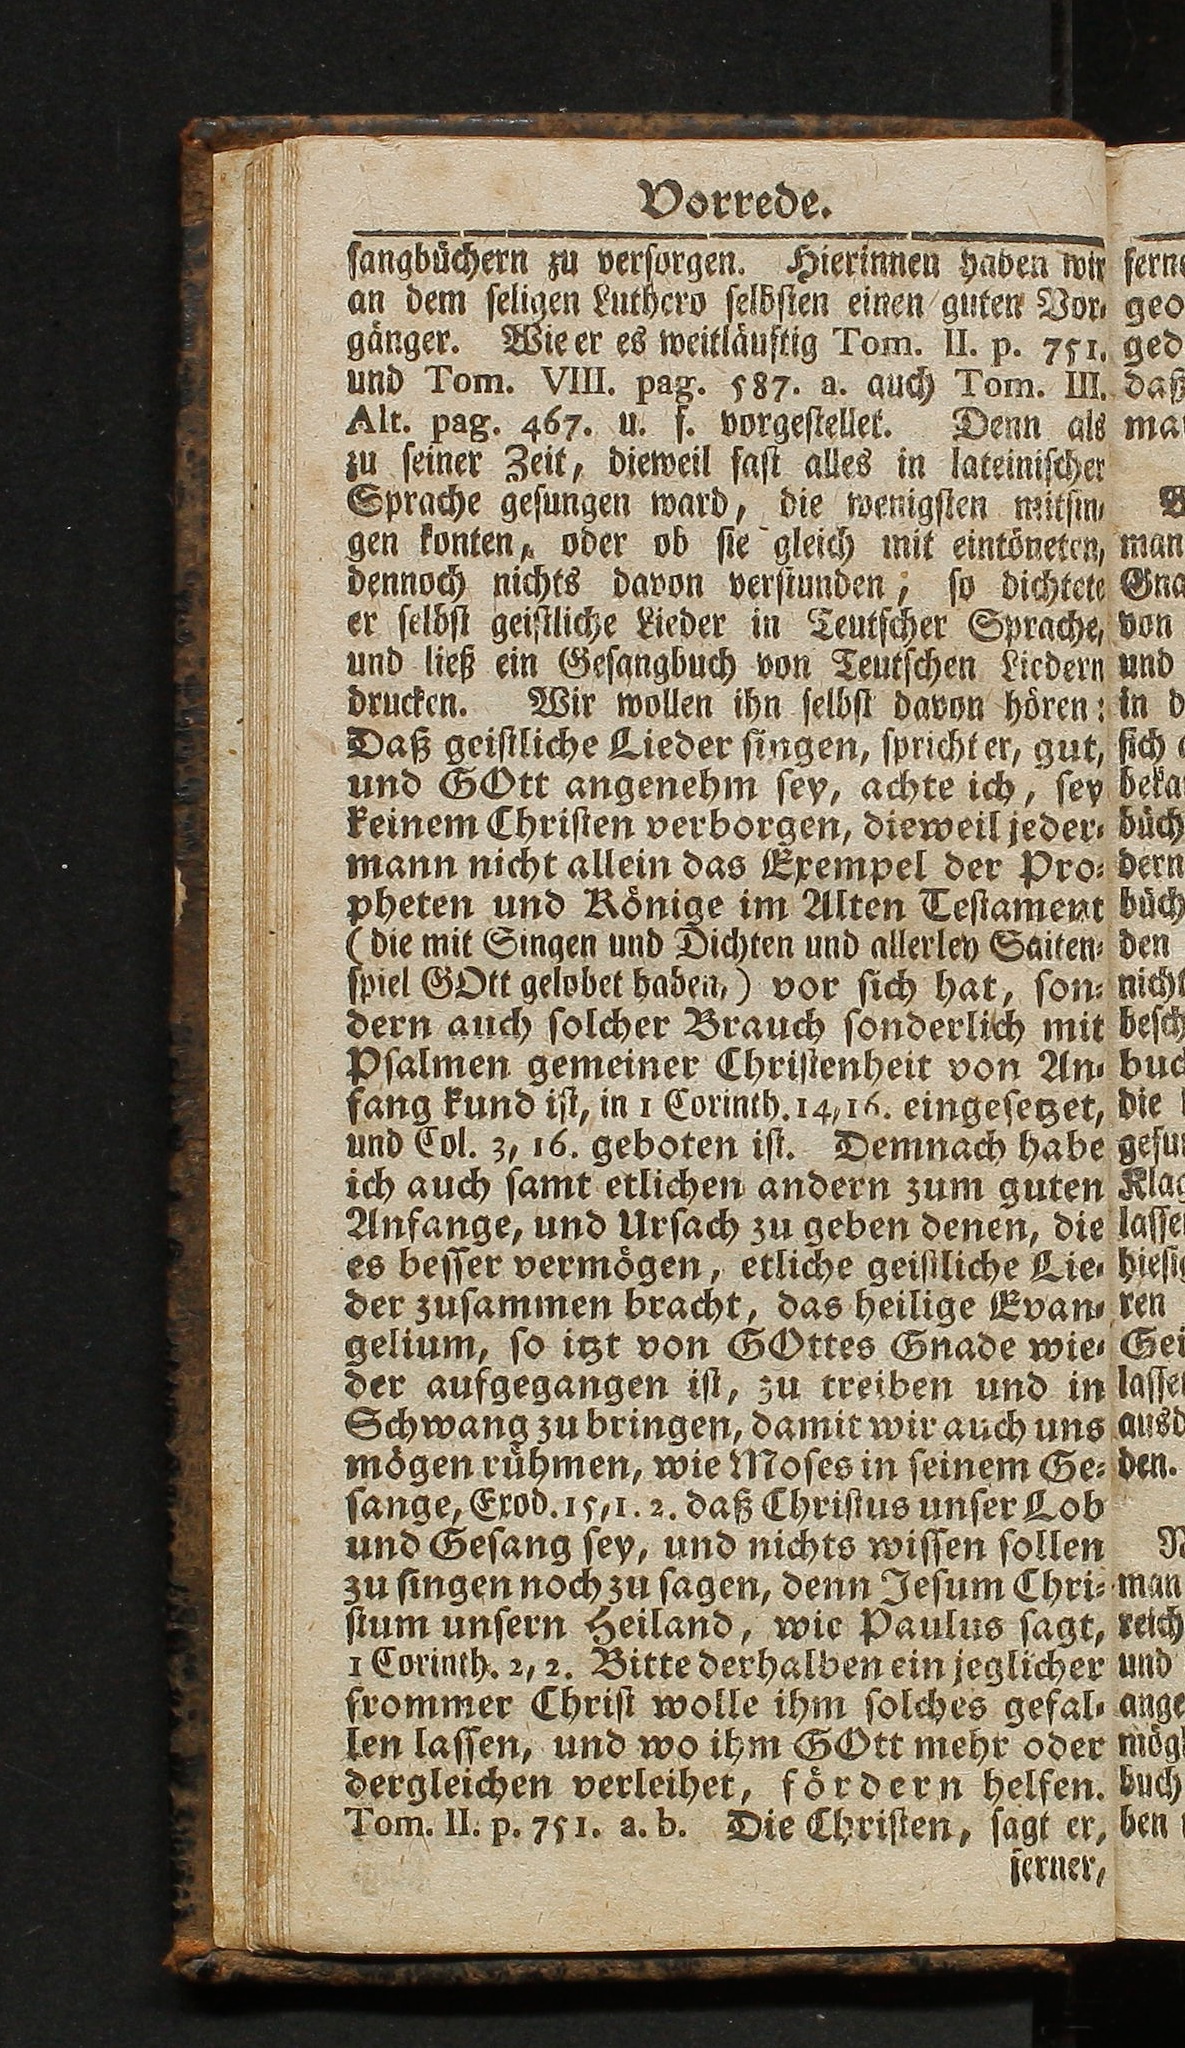 Vorrede.
sangbüchern zu versorgen. Hierinnen haben wir
an dem seligen Luthero selbsten einen guten Vor-
gänger. Wie er es weitläuftig Tom. II. p. 751.
und Tom. VIII. pag. 587. a. auch Tom. III.
Alt. pag. 467. u. f. vorgestellet. Denn als
zu seiner Zeit, dieweil fast alles in lateinischer
Sprache gesungen ward, die wenigsten mitsin-
gen konten, oder ob sie gleich mit eintöneten,
dennoch nichts davon verstunden; so dichtete
er selbst geistliche Lieder in Teutscher Sprache,
und ließ ein Gesangbuch von Teutschen Liedern
drucken. Wir wollen ihn selbst davon hören:
Daß geistliche Lieder singen, spricht er, gut,
und GOtt angenehm sey, achte ich, sey
keinem Christen verborgen, dieweil jeder-
mann nicht allein das Exempel der Pro-
pheten und Könige im Alten Testament
(die mit Singen und Dichten und allerley Saiten-
spiel GOtt gelobet haben,) vor sich hat, son-
dern auch solcher Brauch sonderlich mit
Psalmen gemeiner Christenheit von An-
fang kund ist, in 1 Corinth. 14,16. eingesetzet,
und Col. 3, 16. geboten ist. Demnach habe
ich auch samt etlichen andern zum guten
Anfange, und Ursach zu geben denen, die
es besser vermögen, etliche geistliche Lie-
der zusammen bracht, das heilige Evan-
gelium, so itzt von GOttes Gnade wie-
der aufgegangen ist, zu treiben und in
Schwang zu bringen, damit wir auch uns
mögen rühmen, wie Moses in seinem Ge-
sange, Exod. 15,1. 2. daß Christus unser Lob
und Gesang sey, und nichts wissen sollen
zu singen noch zu sagen, denn Jesum Chri-
stum unsern Heiland, wie Paulus sagt,
1 Corinth. 2, 2. Bitte derhalben ein jeglicher
frommer Christ wolle ihm solches gefal-
len lassen, und wo ihm GOtt mehr oder
dergleichen verleihet, fördern helfen.
Tom. II. p. 751. a. b. Die Christen, sagt er,
ferner,